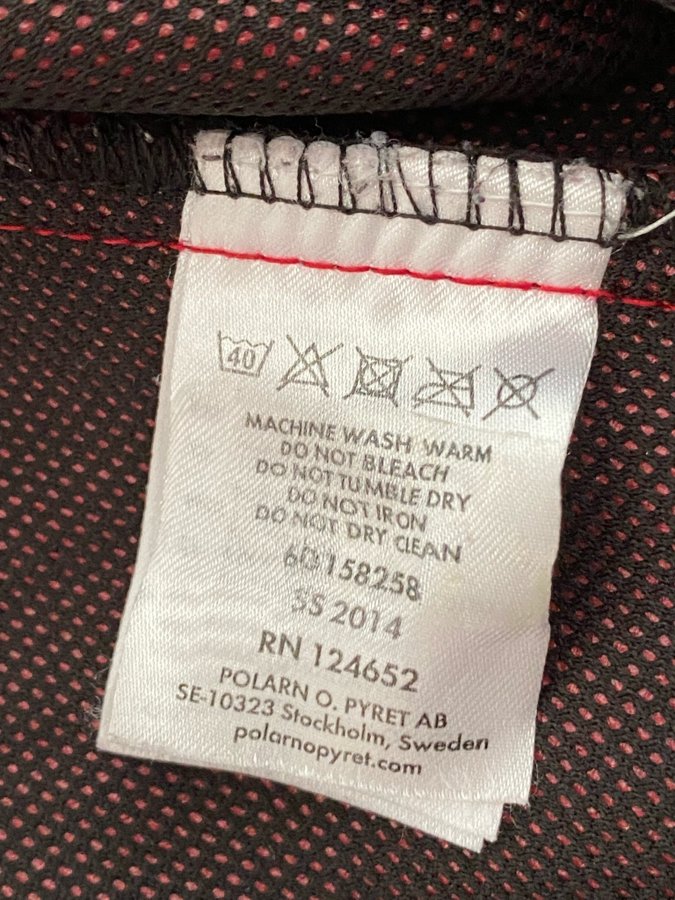 40
MACHINE WASH WARM
DO NOT BLEACH
DO NOT TUMBLE DRY
DO NOT IRON
DO NOT DRY CLEAN
60158258
SS 2014
RN 124652
POLARN O. PYRET AB
SE-10323 Stockholm, Sweden
polarnopyret.com